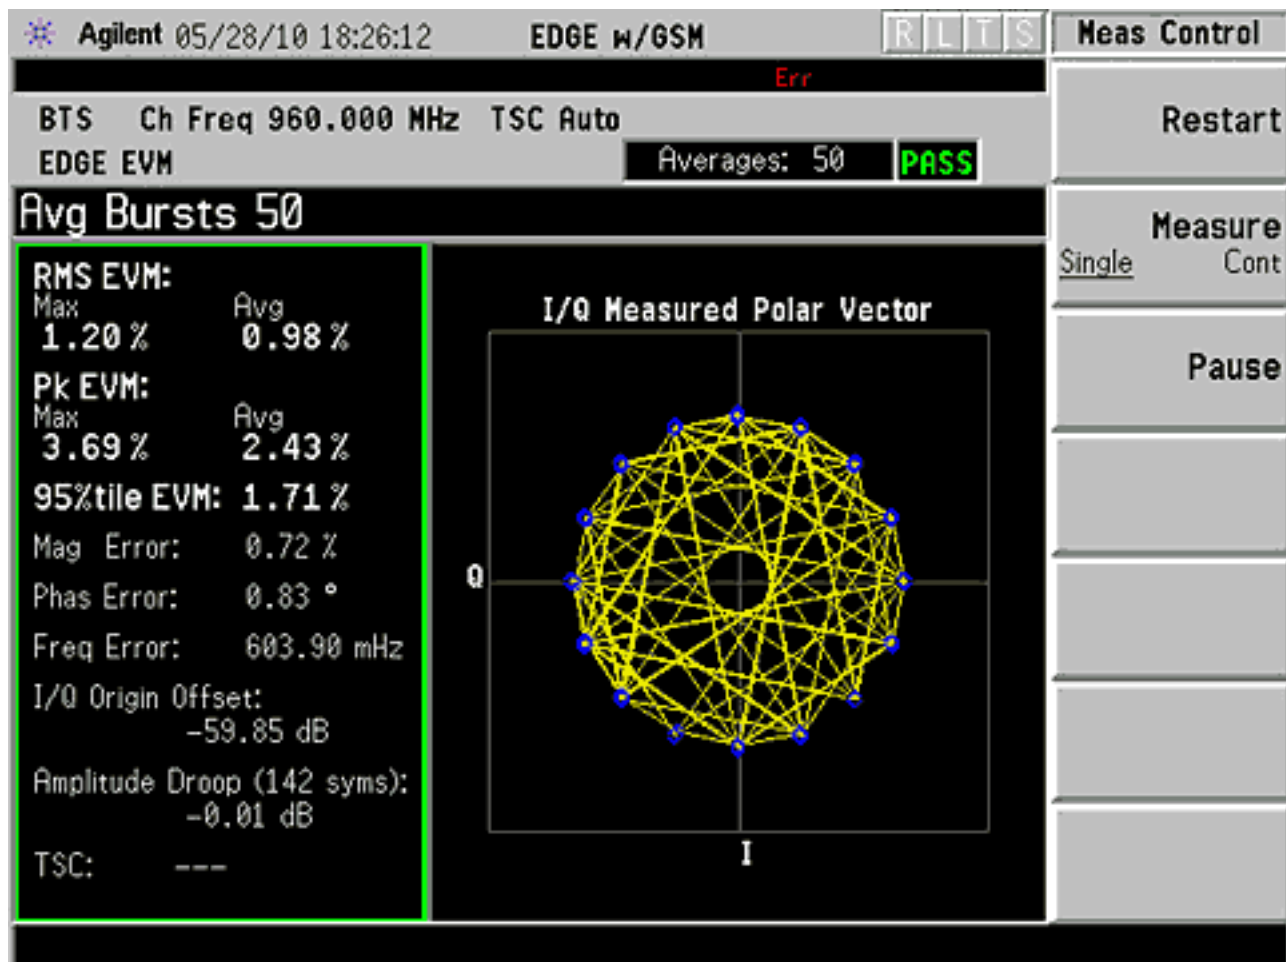 Agilent 05/28/10 18:26:12 EDGE w/GSM R L T S Meas Control
Err
BTS Ch Freq 960.000 MHz TSC Auto
EDGE EVM
Averages: 50 PASS
Avg Bursts 50
RMS EVM:
Max Avg
1.20 % 0.98 %
Pk EVM:
Max Avg
3.69 % 2.43 %
95%tile EVM: 1.71 %
Mag Error: 0.72 %
Phas Error: 0.83 °
Freq Error: 603.90 mHz
I/Q Origin Offset:
-59.85 dB
Amplitude Droop (142 syms):
-0.01 dB
TSC: ---
I/Q Measured Polar Vector
Q
I
Restart
Measure
Single Cont
Pause